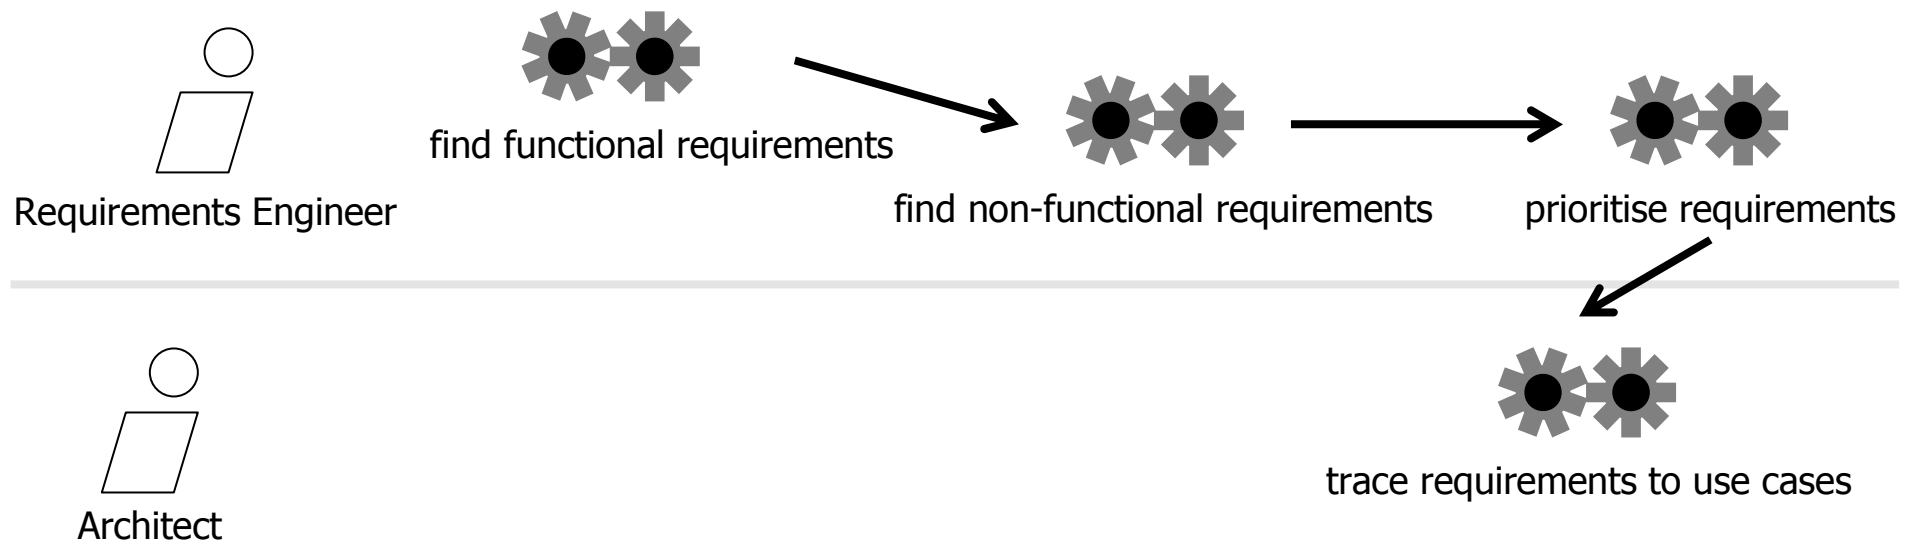 find functional requirements
Requirements Engineer
find non-functional requirements
prioritise requirements
trace requirements to use cases
Architect